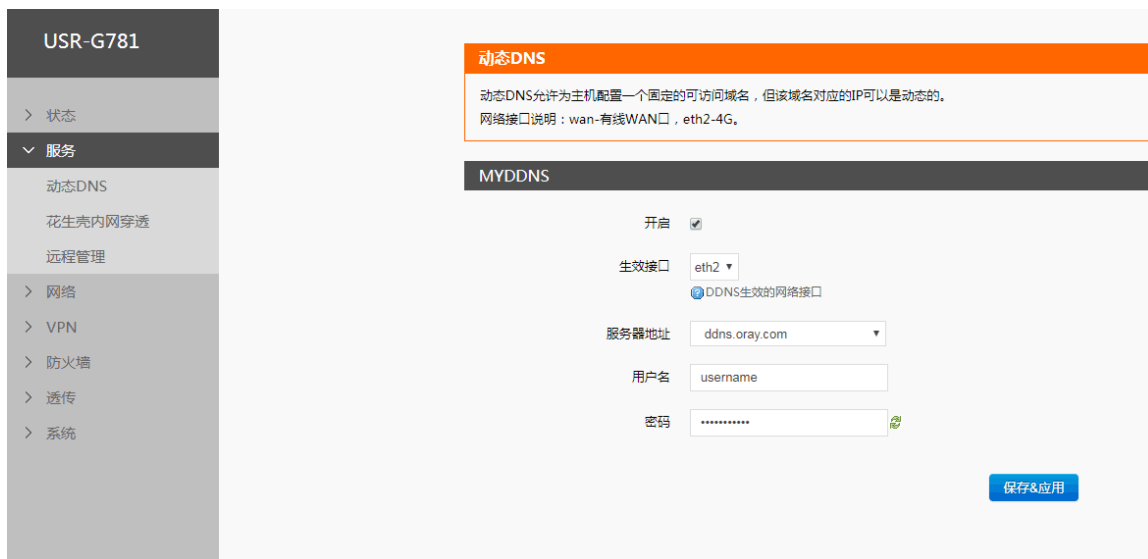 USR-G781
状态
服务
动态DNS
花生壳内网穿透
远程管理
网络
VPN
防火墙
透传
系统
动态DNS
动态DNS允许为主机配置一个固定的可访问域名，但该域名对应的IP可以是动态的。
网络接口说明：wan-有线WAN口，eth2-4G。
MYDDNS
开启
生效接口 eth2
DDNS生效的网络接口
服务器地址 ddns.oray.com
用户名 username
密码 •••••••••••
保存&应用